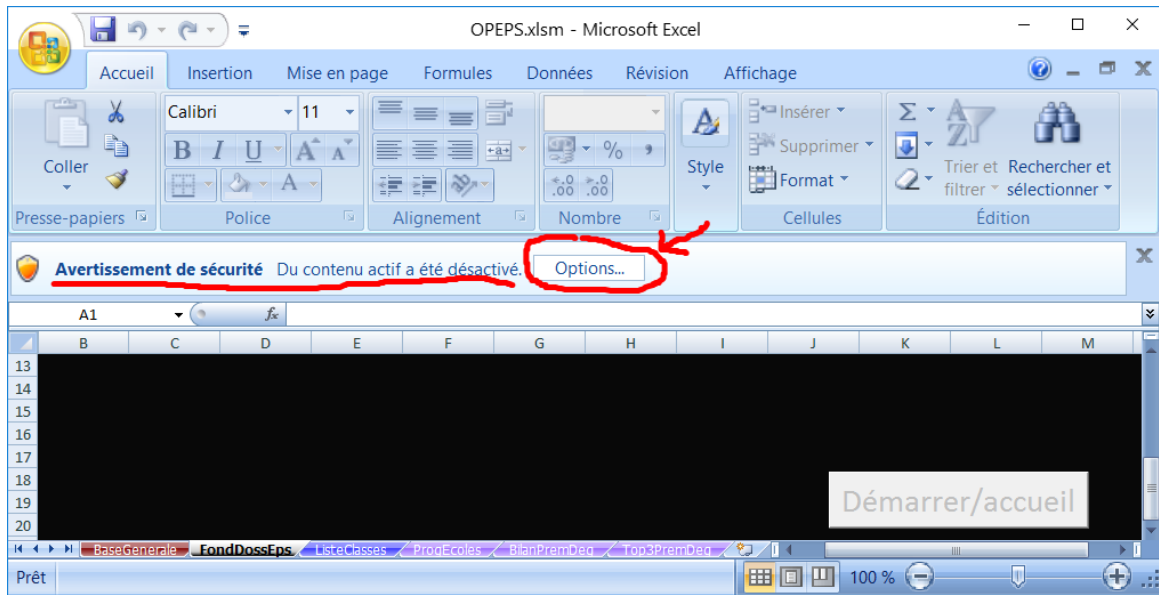 OPEPS.xlsm - Microsoft Excel
Accueil Insertion Mise en page Formules Données Révision Affichage
Calibri 11
Insérer Σ
Coller G I U A A % Style Supprimer Trier et filtrer Rechercher et sélectionner
Format
Presse-papiers Police Alignement Nombre Cellules Édition
Avertissement de sécurité Du contenu actif a été désactivé. Options...
A1 fx
B C D E F G H I J K L M
13
14
15
16
17
18
19 Démarrer/accueil
20
BaseGenerale FondDossEps ListeClasses ProgEcoles BilanPremDeg Top3PremDeg
Prêt 100 %